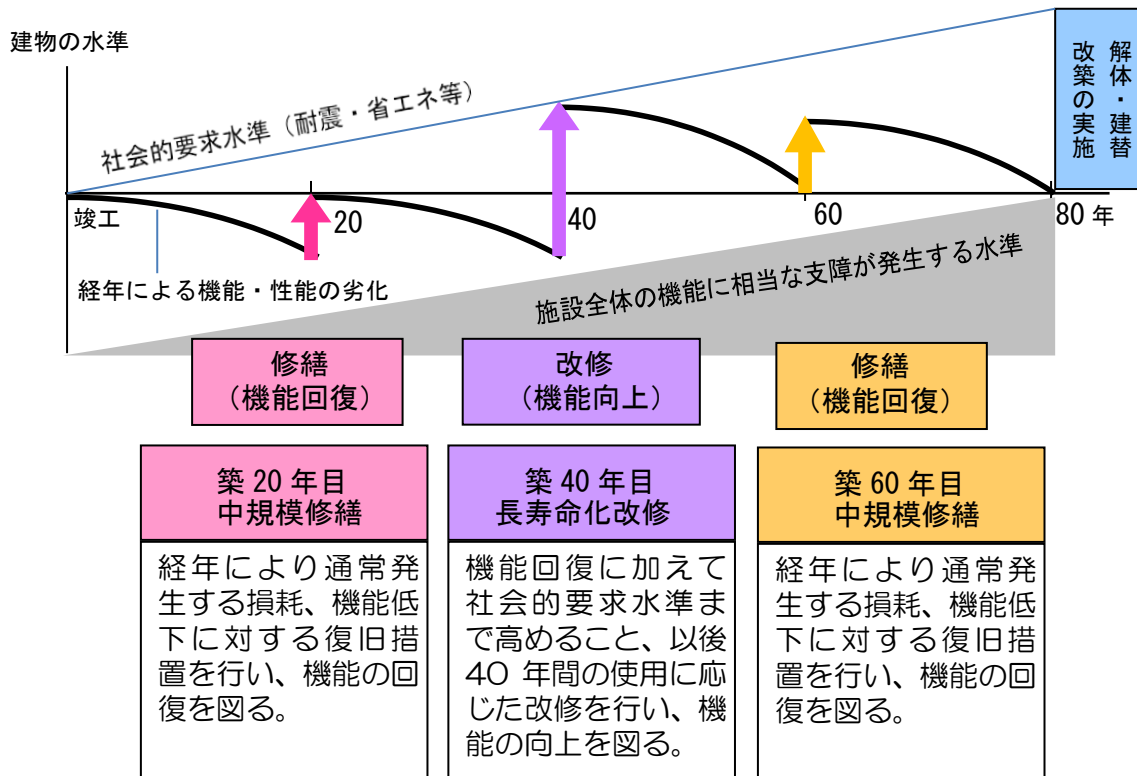 建物の水準
社会的要求水準（耐震・省エネ等）
解体・建替
改築の実施
竣工
20
40
60
80 年
経年による機能・性能の劣化
施設全体の機能に相当な支障が発生する水準
修繕
（機能回復）
改修
（機能向上）
修繕
（機能回復）
築 20 年目
中規模修繕
経年により通常発
生する損耗、機能低
下に対する復旧措
置を行い、機能の回
復を図る。
築 40 年目
長寿命化改修
機能回復に加えて
社会的要求水準ま
で高めること、以後
40 年間の使用に応
じた改修を行い、機
能の向上を図る。
築 60 年目
中規模修繕
経年により通常発
生する損耗、機能低
下に対する復旧措
置を行い、機能の回
復を図る。